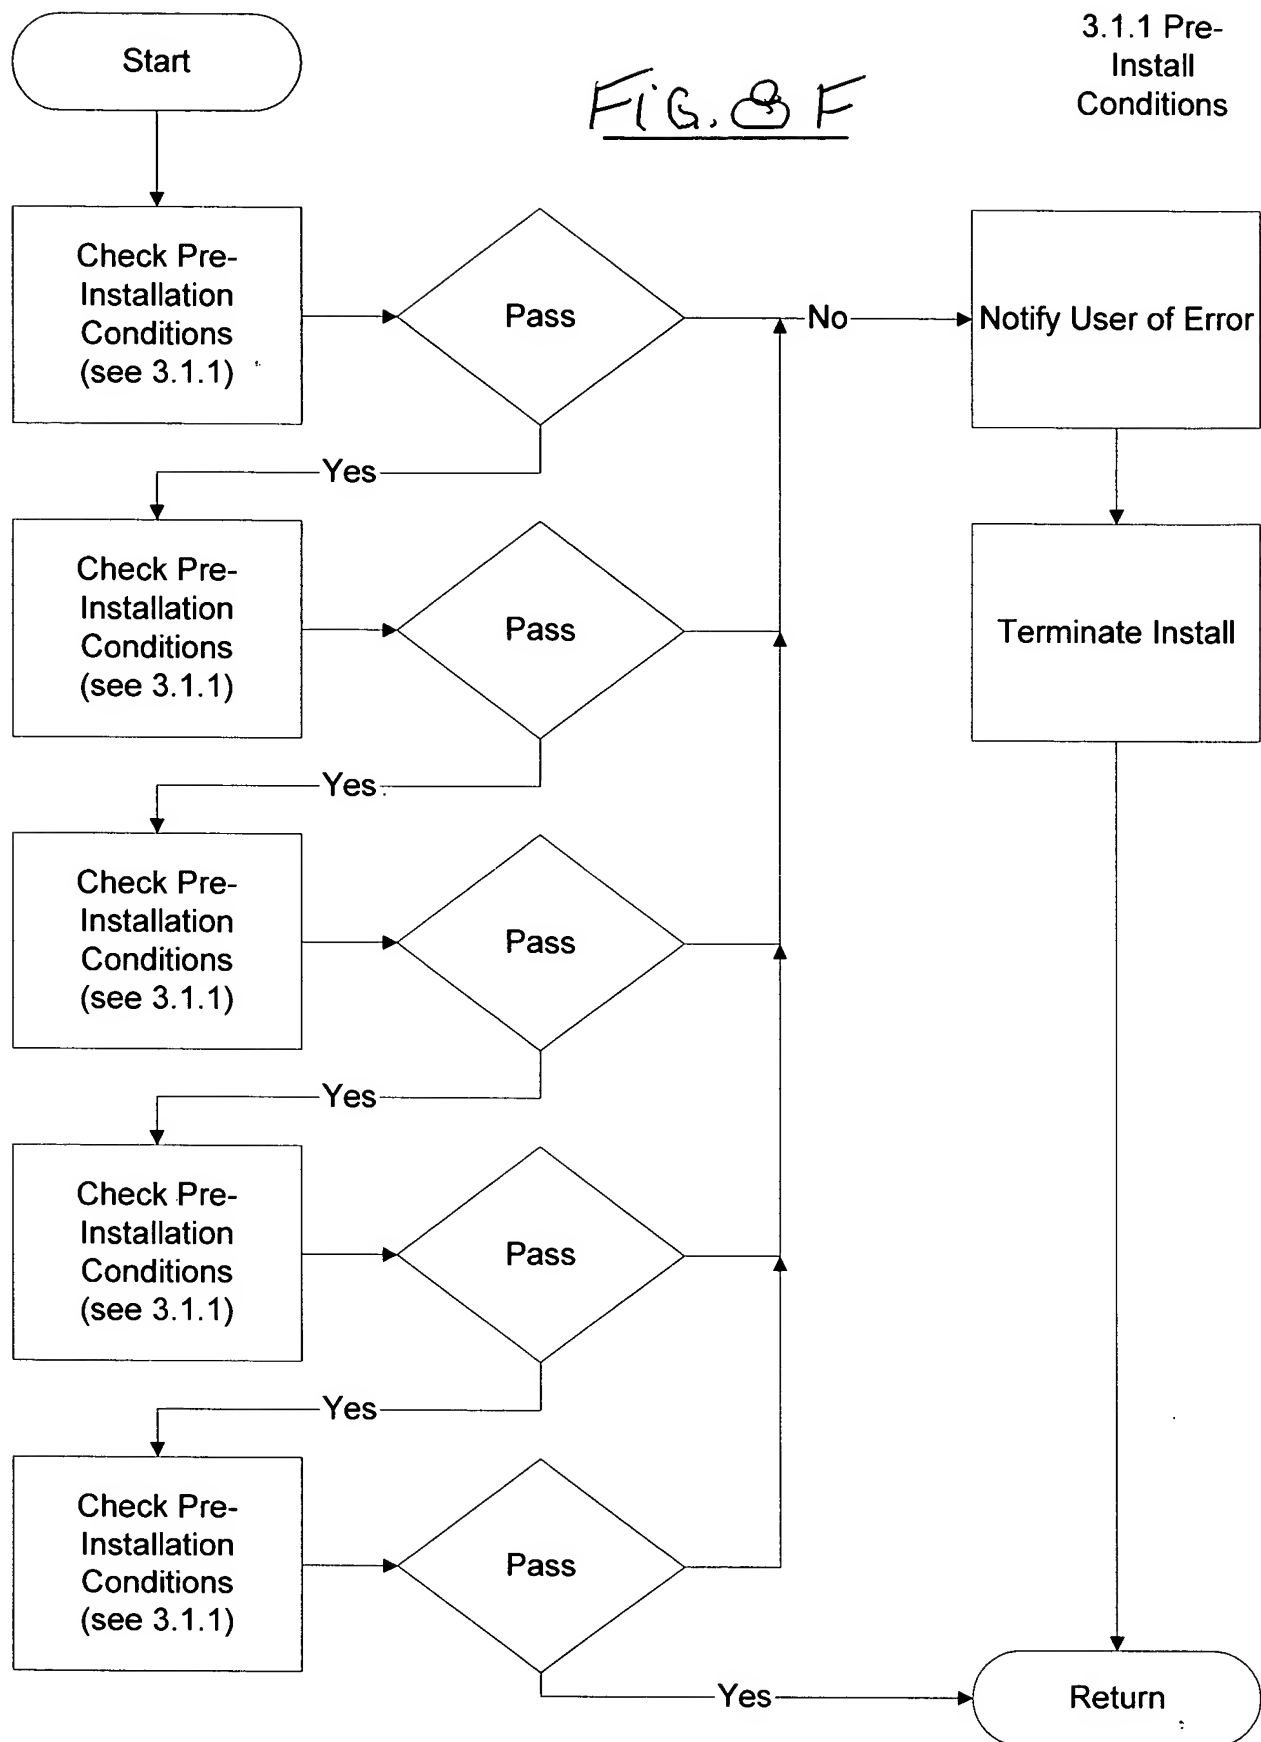 Start
FIG. 8 F
3.1.1 Pre-
Install
Conditions
Check Pre-
Installation
Conditions
(see 3.1.1)
Pass
No
Notify User of Error
Yes
Check Pre-
Installation
Conditions
(see 3.1.1)
Pass
Terminate Install
Yes
Check Pre-
Installation
Conditions
(see 3.1.1)
Pass
Yes
Check Pre-
Installation
Conditions
(see 3.1.1)
Pass
Yes
Check Pre-
Installation
Conditions
(see 3.1.1)
Pass
Yes
Return